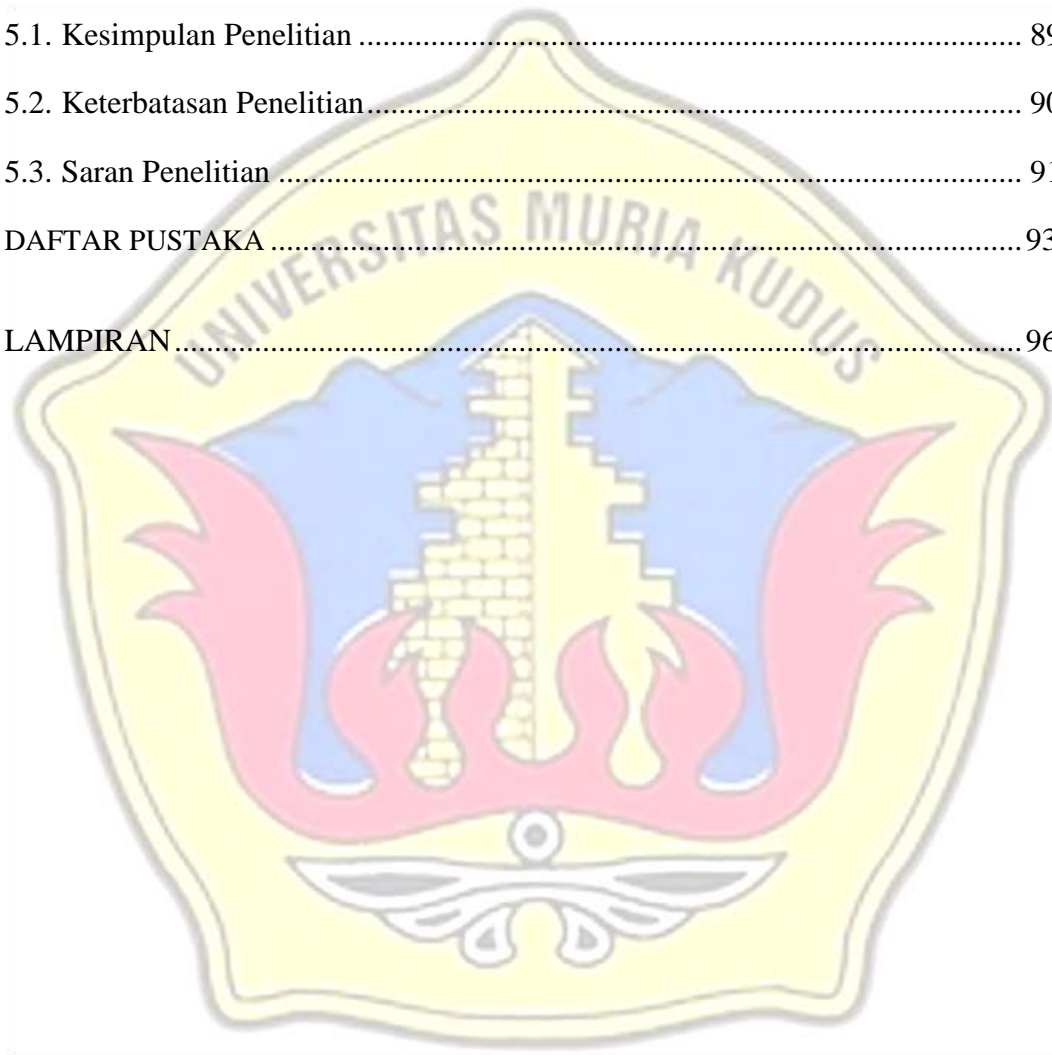 5.1. Kesimpulan Penelitian ................................................................................... 89
5.2. Keterbatasan Penelitian.................................................................................. 90
5.3. Saran Penelitian ............................................................................................. 91
DAFTAR PUSTAKA .............................................................................................. 93
UNIVERSITAS MURIA KUDUS
LAMPIRAN.......................................................................................................... 96